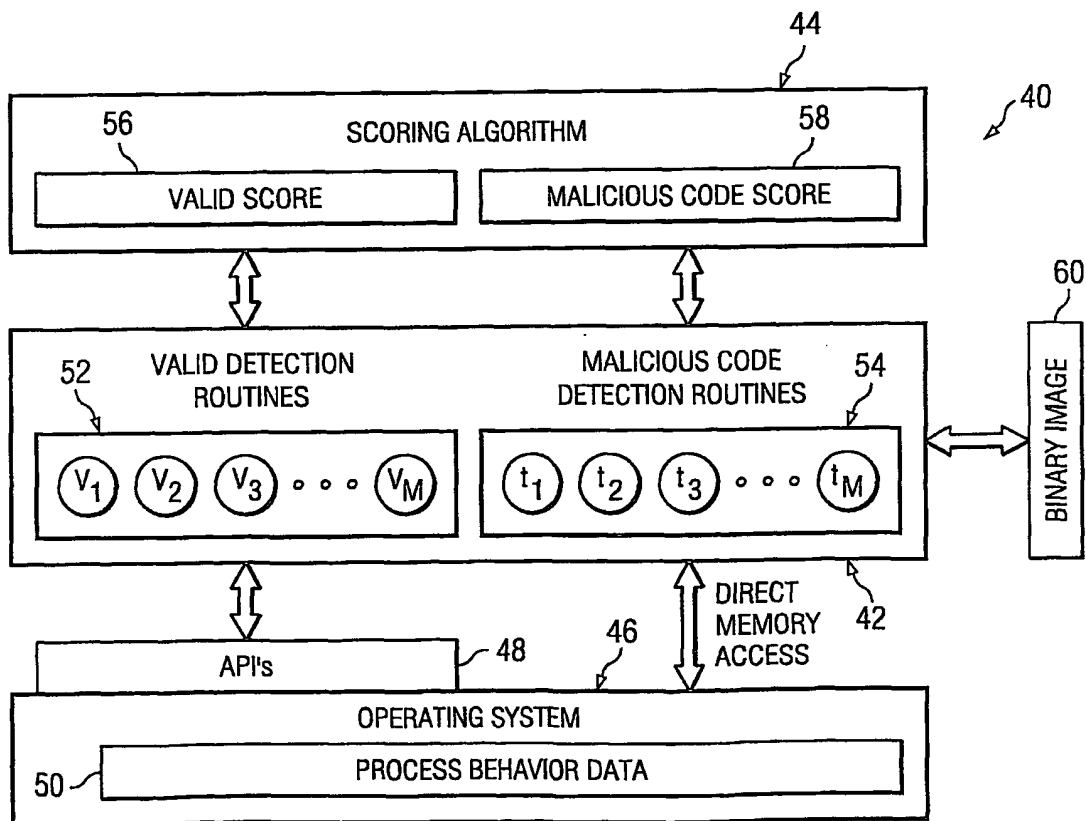 44
40
56
SCORING ALGORITHM
58
VALID SCORE
MALICIOUS CODE SCORE
60
BINARY IMAGE
52
VALID DETECTION
ROUTINES
MALICIOUS CODE
DETECTION ROUTINES
54
V1 V2 V3 VM
t1 t2 t3 tM
DIRECT
MEMORY
ACCESS
42
API's
48
46
OPERATING SYSTEM
50
PROCESS BEHAVIOR DATA